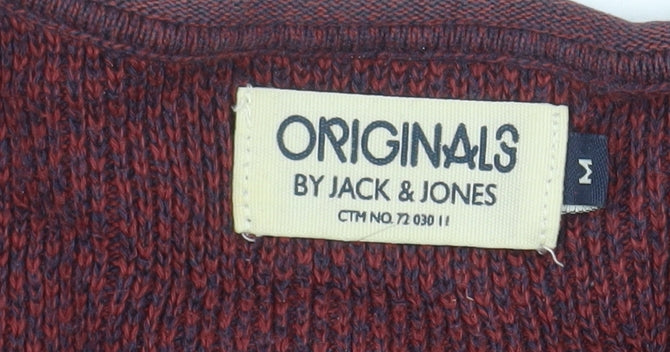 ORIGINALS
BY JACK & JONES
CTM NO. 72 030 11
M